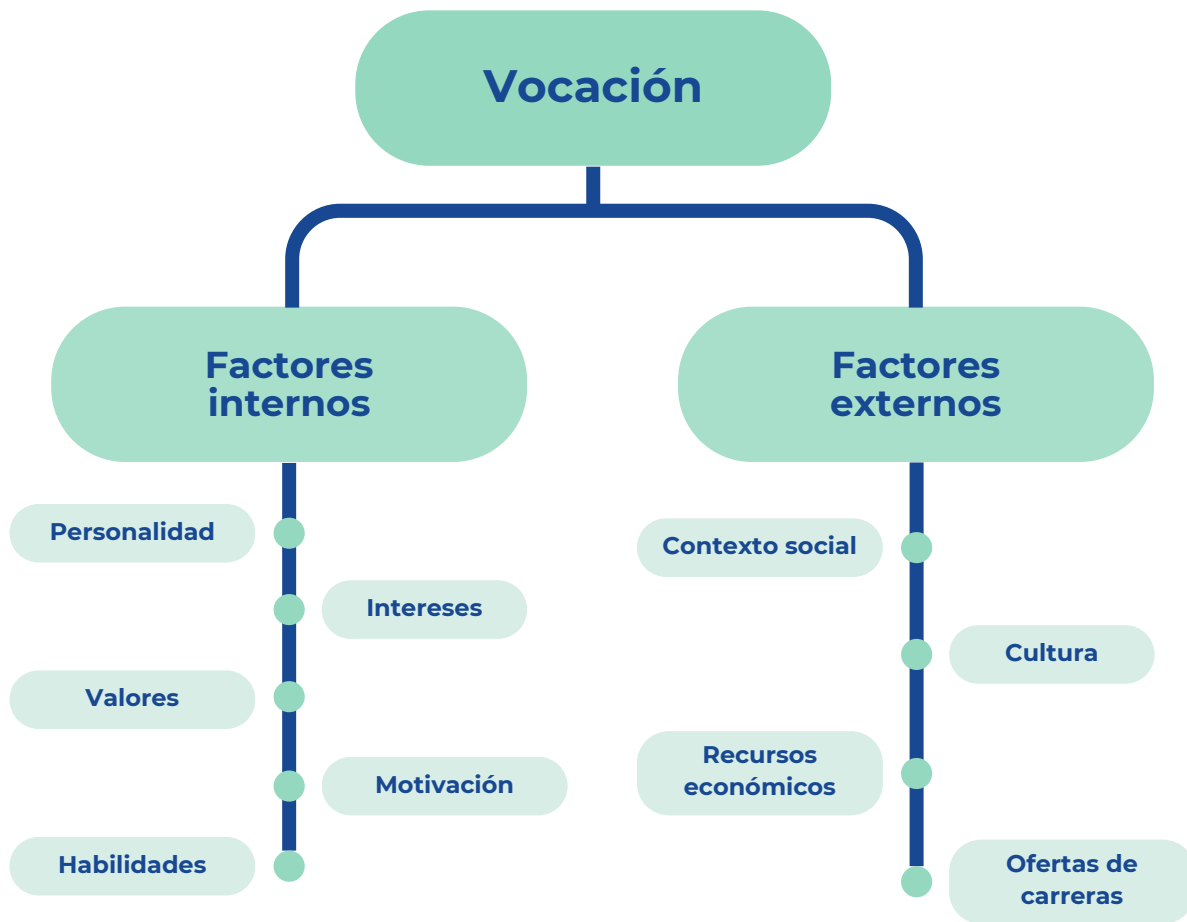 Vocación
Factores
internos
Personalidad
Intereses
Valores
Motivación
Habilidades
Factores
externos
Contexto social
Cultura
Recursos
económicos
Ofertas de
carreras